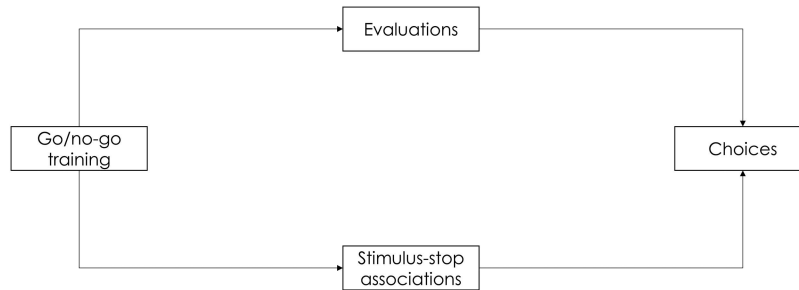 Evaluations
Go/no-go
training
Choices
Stimulus-stop
associations